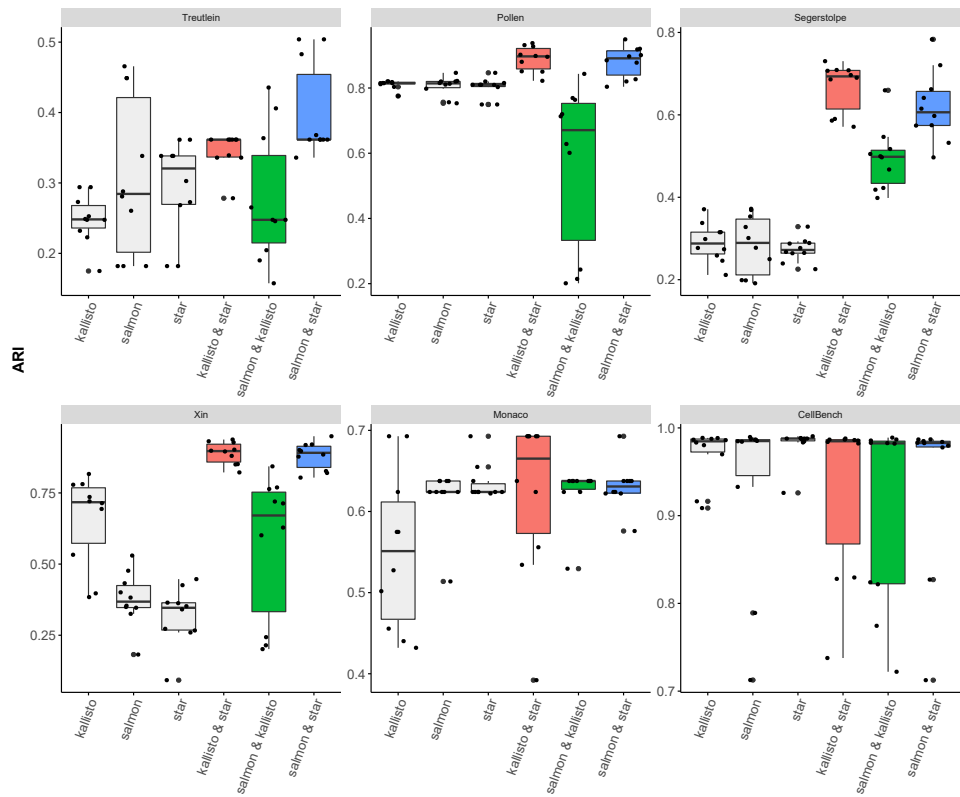 Treutlein
Pollen
Segerstolpe
0.5
0.4
0.3
0.2
0.8
0.6
0.4
0.2
0.8
0.6
0.4
0.2
kallisto
salmon
star
kallisto & star
salmon & kallisto
salmon & star
kallisto
salmon
star
kallisto & star
salmon & kallisto
salmon & star
kallisto
salmon
star
kallisto & star
salmon & kallisto
salmon & star
ARI
Xin
Monaco
CellBench
0.75
0.50
0.25
0.7
0.6
0.5
0.4
1.0
0.9
0.8
0.7
kallisto
salmon
star
kallisto & star
salmon & kallisto
salmon & star
kallisto
salmon
star
kallisto & star
salmon & kallisto
salmon & star
kallisto
salmon
star
kallisto & star
salmon & kallisto
salmon & star